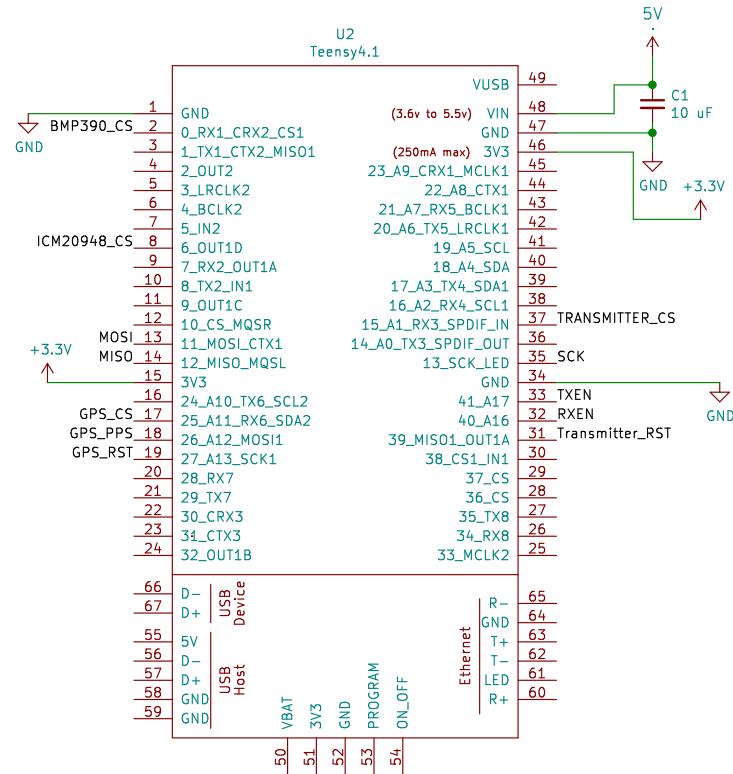 U2
Teensy4.1
5V
C1
10 uF
GND
+3.3V
GND
BMP390_CS
ICM20948_CS
MOSI
MISO
+3.3V
GPS_CS
GPS_PPS
GPS_RST
1 GND
2 0_RX1_CRX2_CS1
3 1_TX1_CTX2_MISO1
4 2_OUT2
5 3_LRCLK2
6 4_BCLK2
7 5_IN2
8 6_OUT1D
9 7_RX2_OUT1A
10 8_TX2_IN1
11 9_OUT1C
12 10_CS_MQSR
13 11_MOSI_CTX1
14 12_MISO_MQSL
15 3V3
16 24_A10_TX6_SCL2
17 25_A11_RX6_SDA2
18 26_A12_MOSI1
19 27_A13_SCK1
20 28_RX7
21 29_TX7
22 30_CRX3
23 31_CTX3
24 32_OUT1B
VUSB 49
(3.6v to 5.5v) VIN 48
GND 47
(250mA max) 3V3 46
23_A9_CRX1_MCLK1 45
22_A8_CTX1 44
21_A7_RX5_BCLK1 43
20_A6_TX5_LRCLK1 42
19_A5_SCL 41
18_A4_SDA 40
17_A3_TX4_SDA1 39
16_A2_RX4_SCL1 38
15_A1_RX3_SPDIF_IN 37 TRANSMITTER_CS
14_A0_TX3_SPDIF_OUT 36
13_SCK_LED 35 SCK
GND 34
41_A17 33 TXEN
40_A16 32 RXEN
39_MISO1_OUT1A 31 Transmitter_RST
38_CS1_IN1 30
37_CS 29
36_CS 28
35_TX8 27
34_RX8 26
33_MCLK2 25
GND
66 D-
67 D+
USB
Device
55 5V
56 D-
57 D+
58 GND
59 GND
USB
Host
R- 65
GND 64
T+ 63
T- 62
LED 61
R+ 60
Ethernet
VBAT 50
3V3 51
GND 52
PROGRAM 53
ON_OFF 54